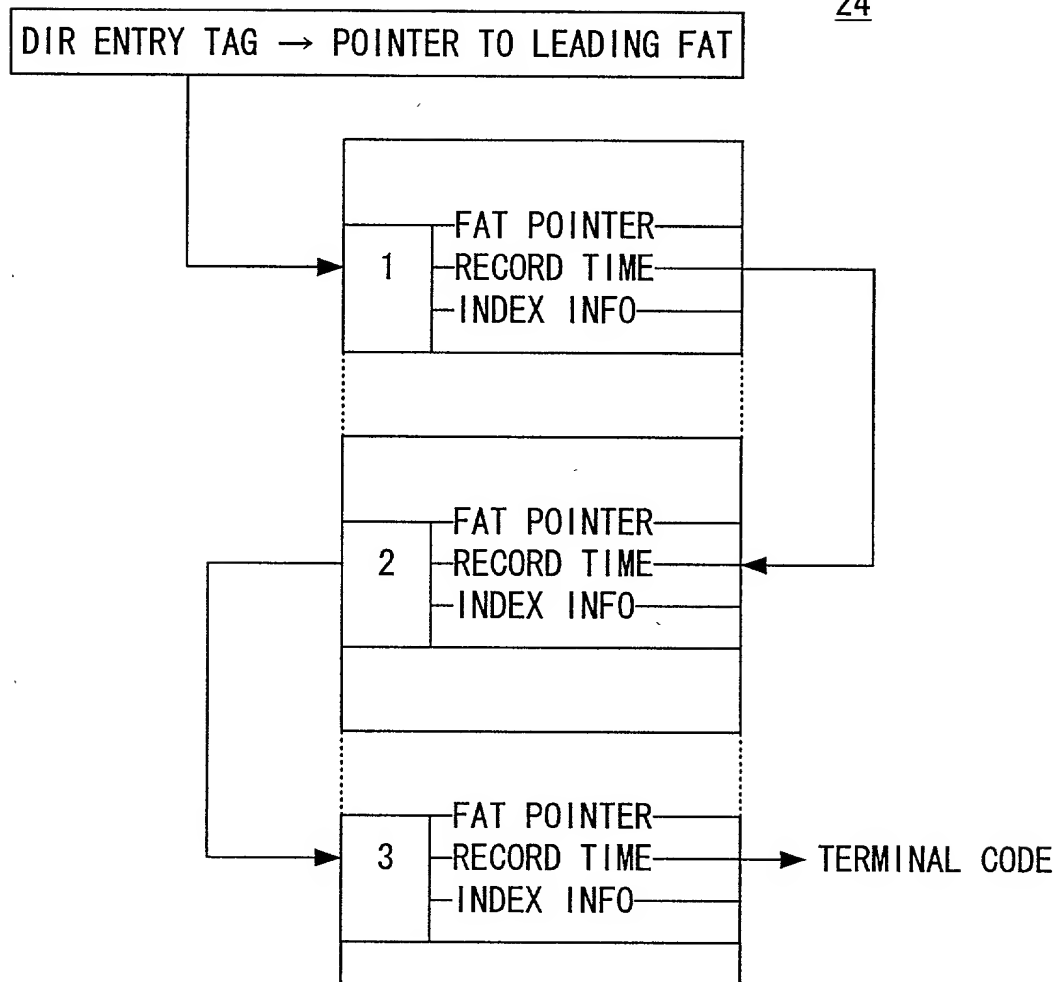 24
DIR ENTRY TAG → POINTER TO LEADING FAT
FAT POINTER
1
RECORD TIME
INDEX INFO
FAT POINTER
2
RECORD TIME
INDEX INFO
FAT POINTER
3
RECORD TIME
TERMINAL CODE
INDEX INFO